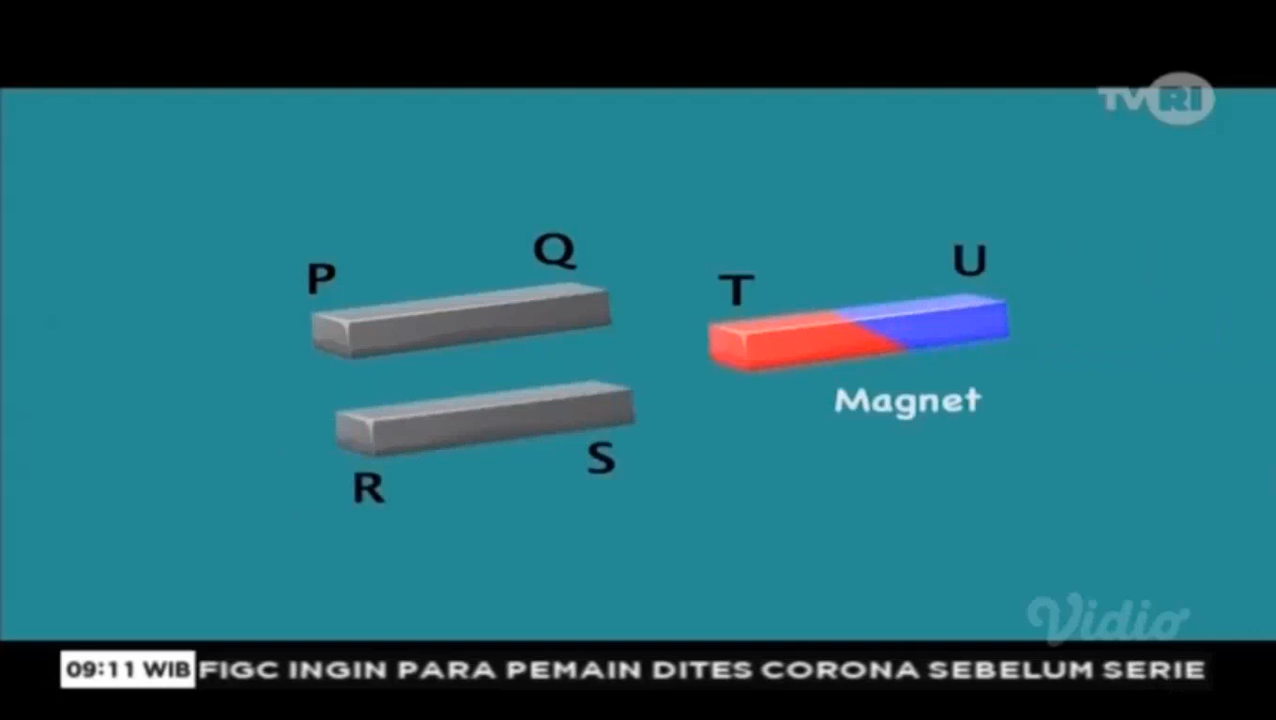 TVRI
P
Q
T
U
Magnet
R
S
Vidio
09:11 WIB FIGC INGIN PARA PEMAIN DITES CORONA SEBELUM SERIE